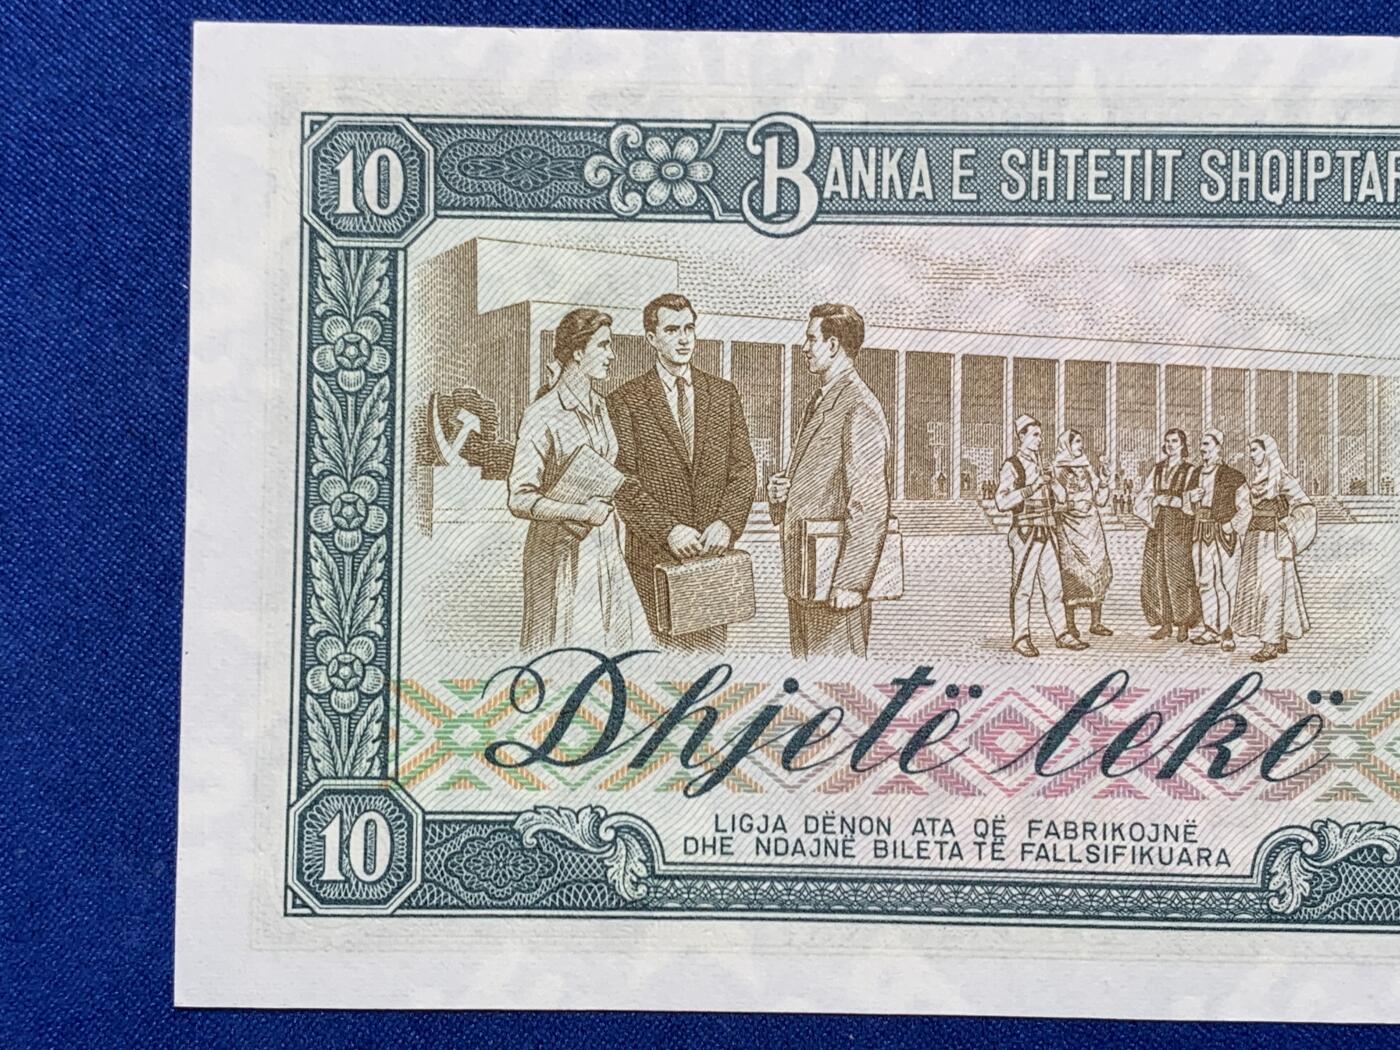 10
BANKA E SHTETIT SHQIPTAR
Dhjetë lekë
10
LIGJA DËNON ATA QË FABRIKOJNË
DHE NDAJNË BILETA TË FALLSIFIKUARA